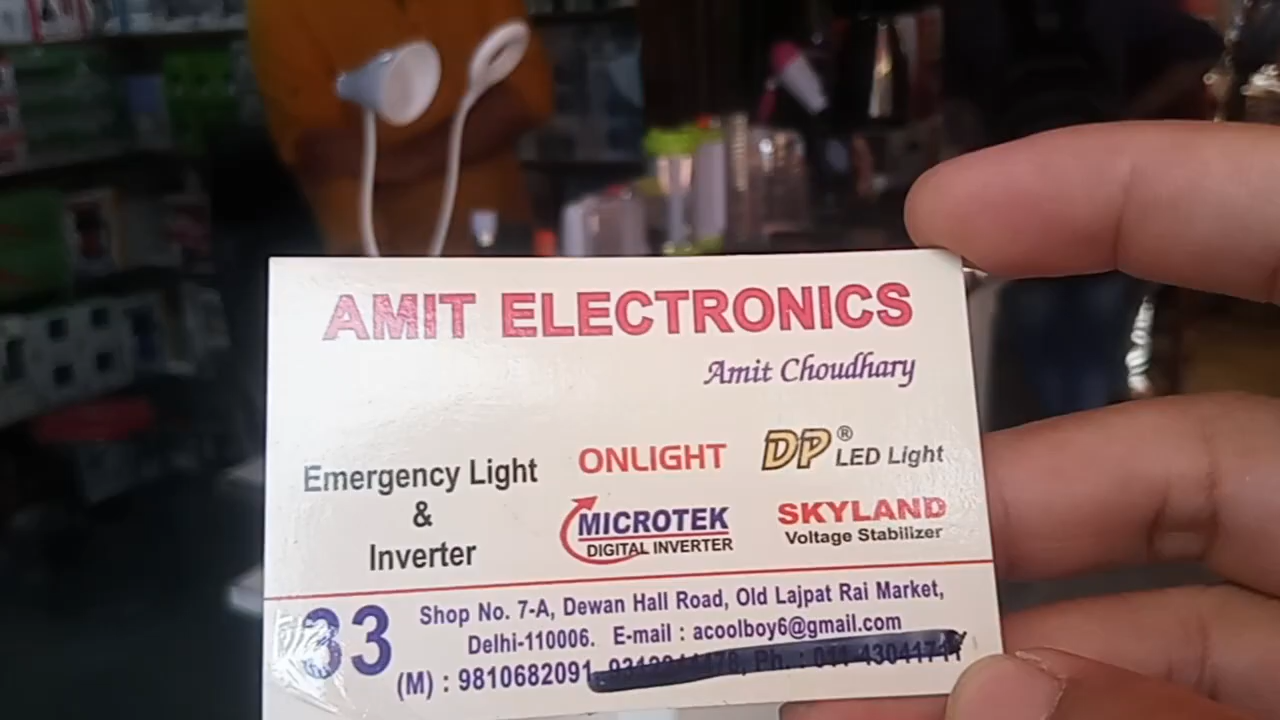 AMIT ELECTRONICS
Amit Choudhary
Emergency Light
&
Inverter
ONLIGHT
DP® LED Light
MICROTEK
DIGITAL INVERTER
SKYLAND
Voltage Stabilizer
33
Shop No. 7-A, Dewan Hall Road, Old Lajpat Rai Market,
Delhi-110006. E-mail : acoolboy6@gmail.com
(M) : 9810682091, Ph. :